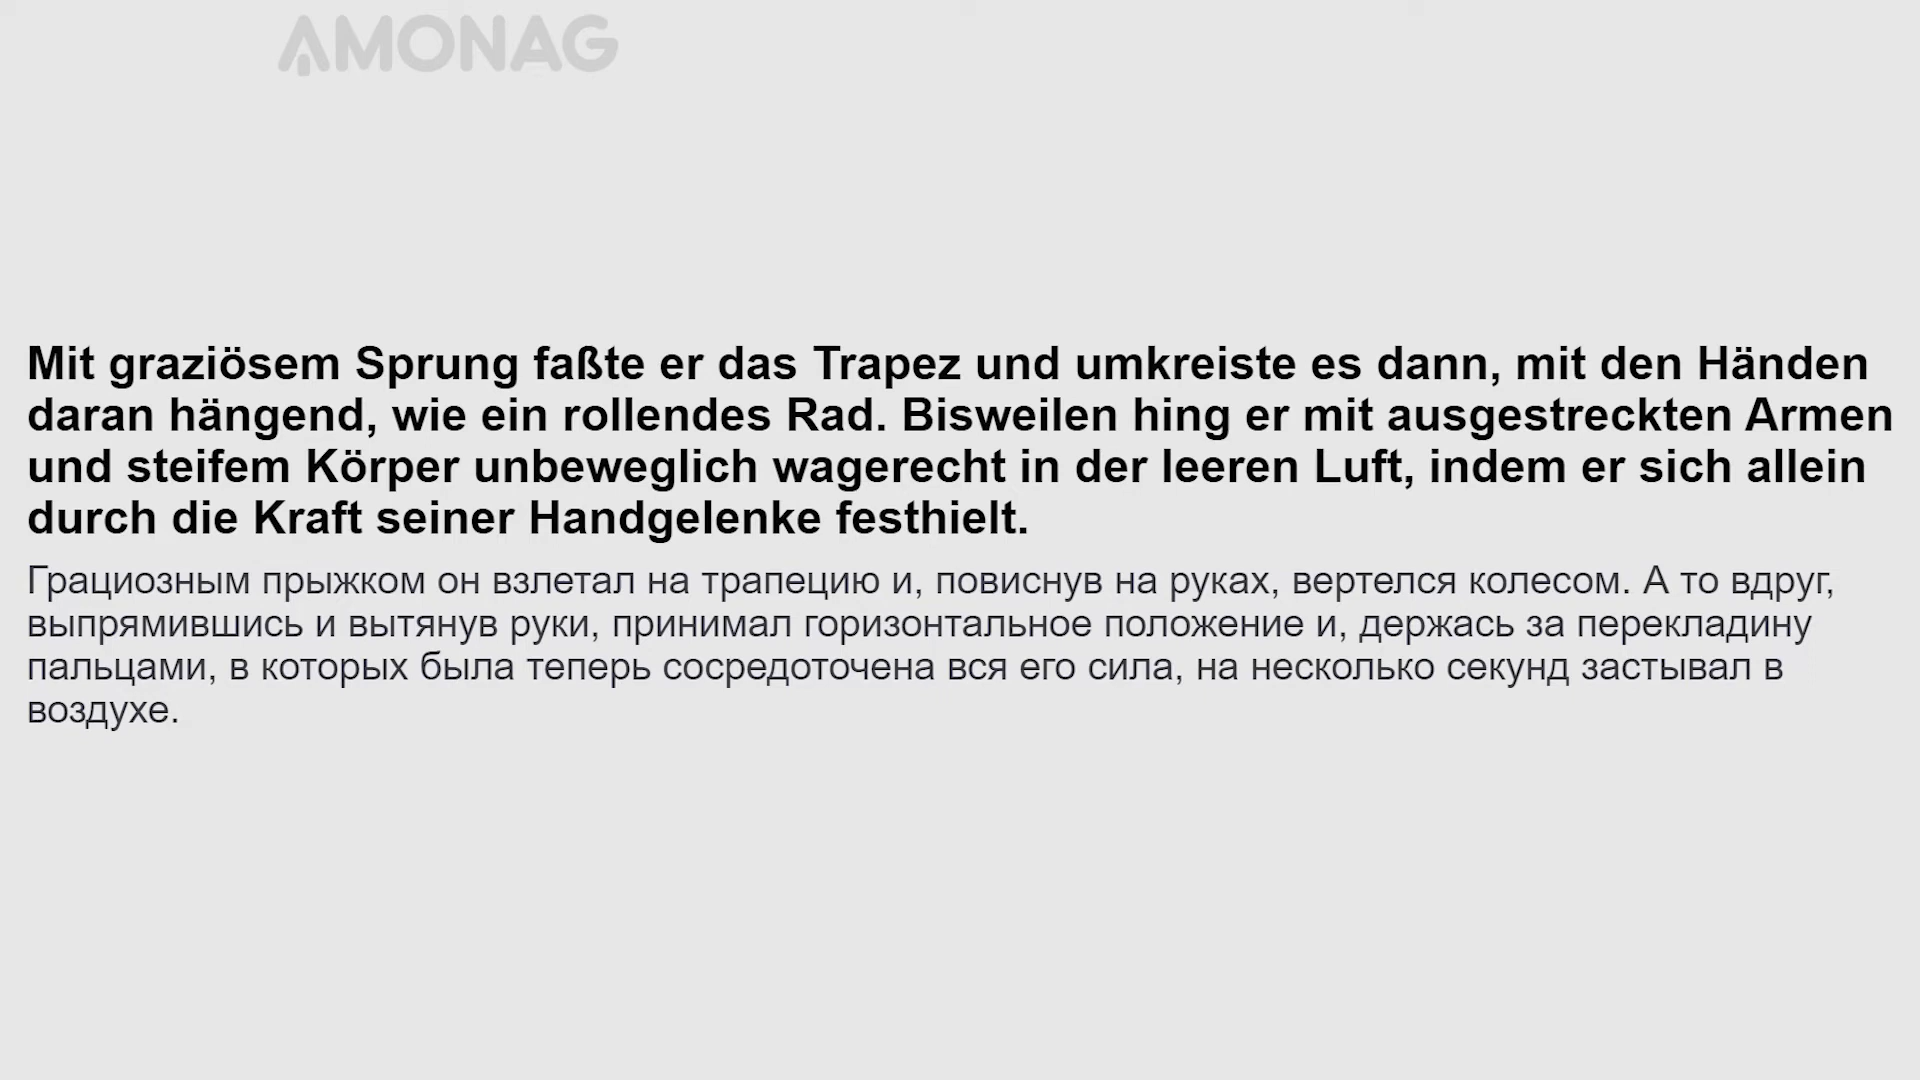 AMONAG
Mit graziösem Sprung faßte er das Trapez und umkreiste es dann, mit den Händen
daran hängend, wie ein rollendes Rad. Bisweilen hing er mit ausgestreckten Armen
und steifem Körper unbeweglich wagerecht in der leeren Luft, indem er sich allein
durch die Kraft seiner Handgelenke festhielt.
Грациозным прыжком он взлетал на трапецию и, повиснув на руках, вертелся колесом. А то вдруг,
выпрямившись и вытянув руки, принимал горизонтальное положение и, держась за перекладину
пальцами, в которых была теперь сосредоточена вся его сила, на несколько секунд застывал в
воздухе.